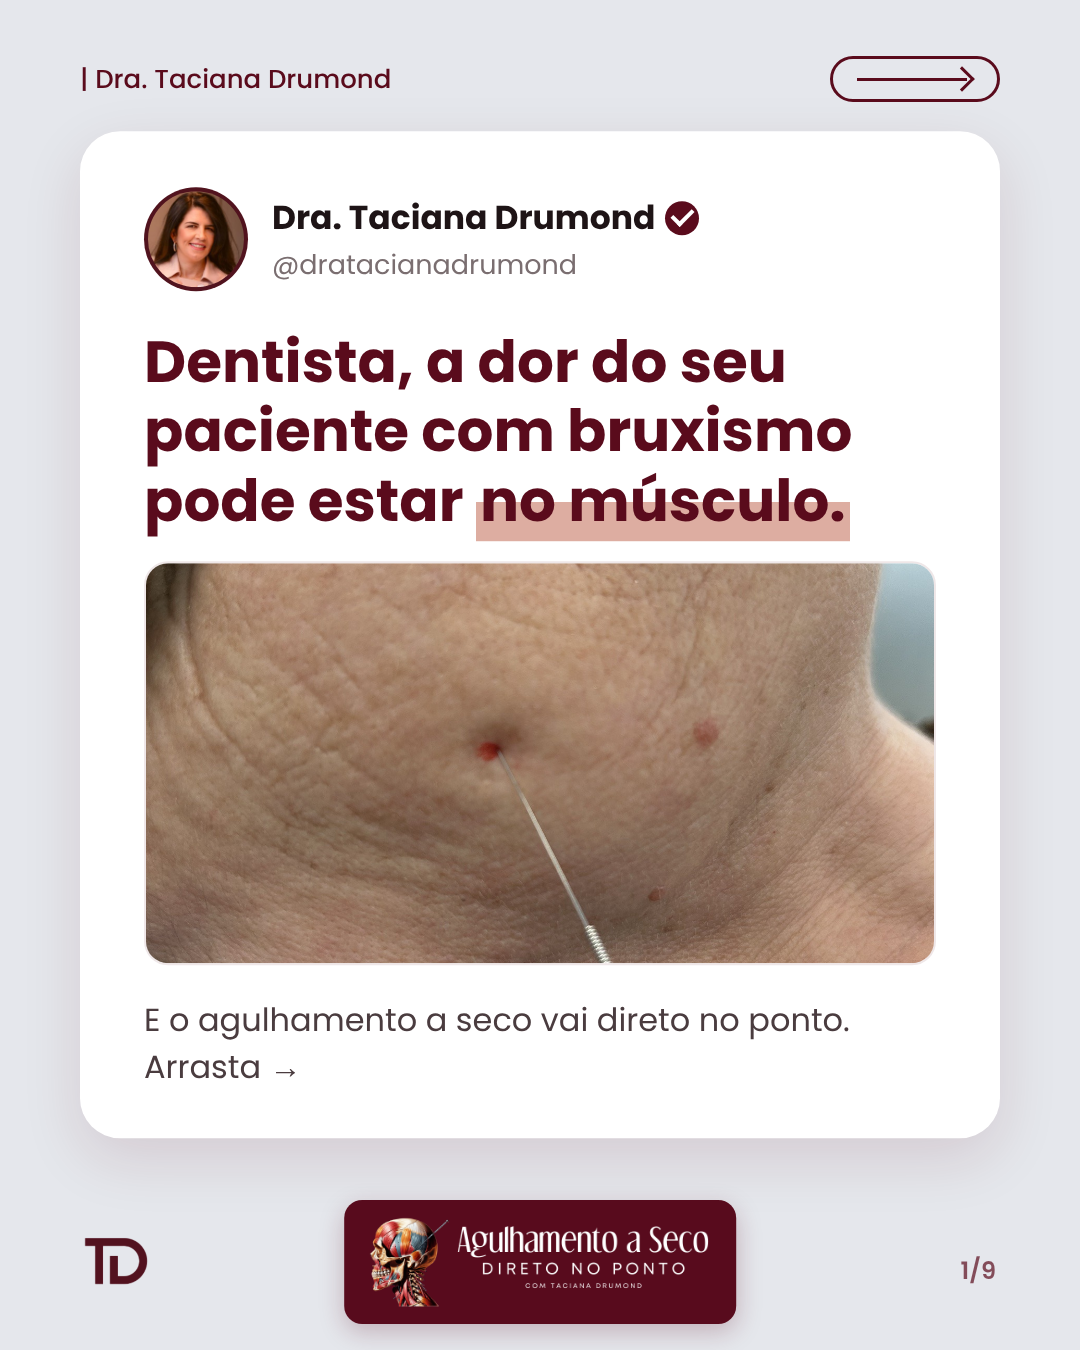 | Dra. Taciana Drumond
Dra. Taciana Drumond
@dratacianadrumond
Dentista, a dor do seu
paciente com bruxismo
pode estar no músculo.
E o agulhamento a seco vai direto no ponto.
Arrasta →
TD
Agulhamento a Seco
DIRETO NO PONTO
COM TACIANA DRUMOND
1/9